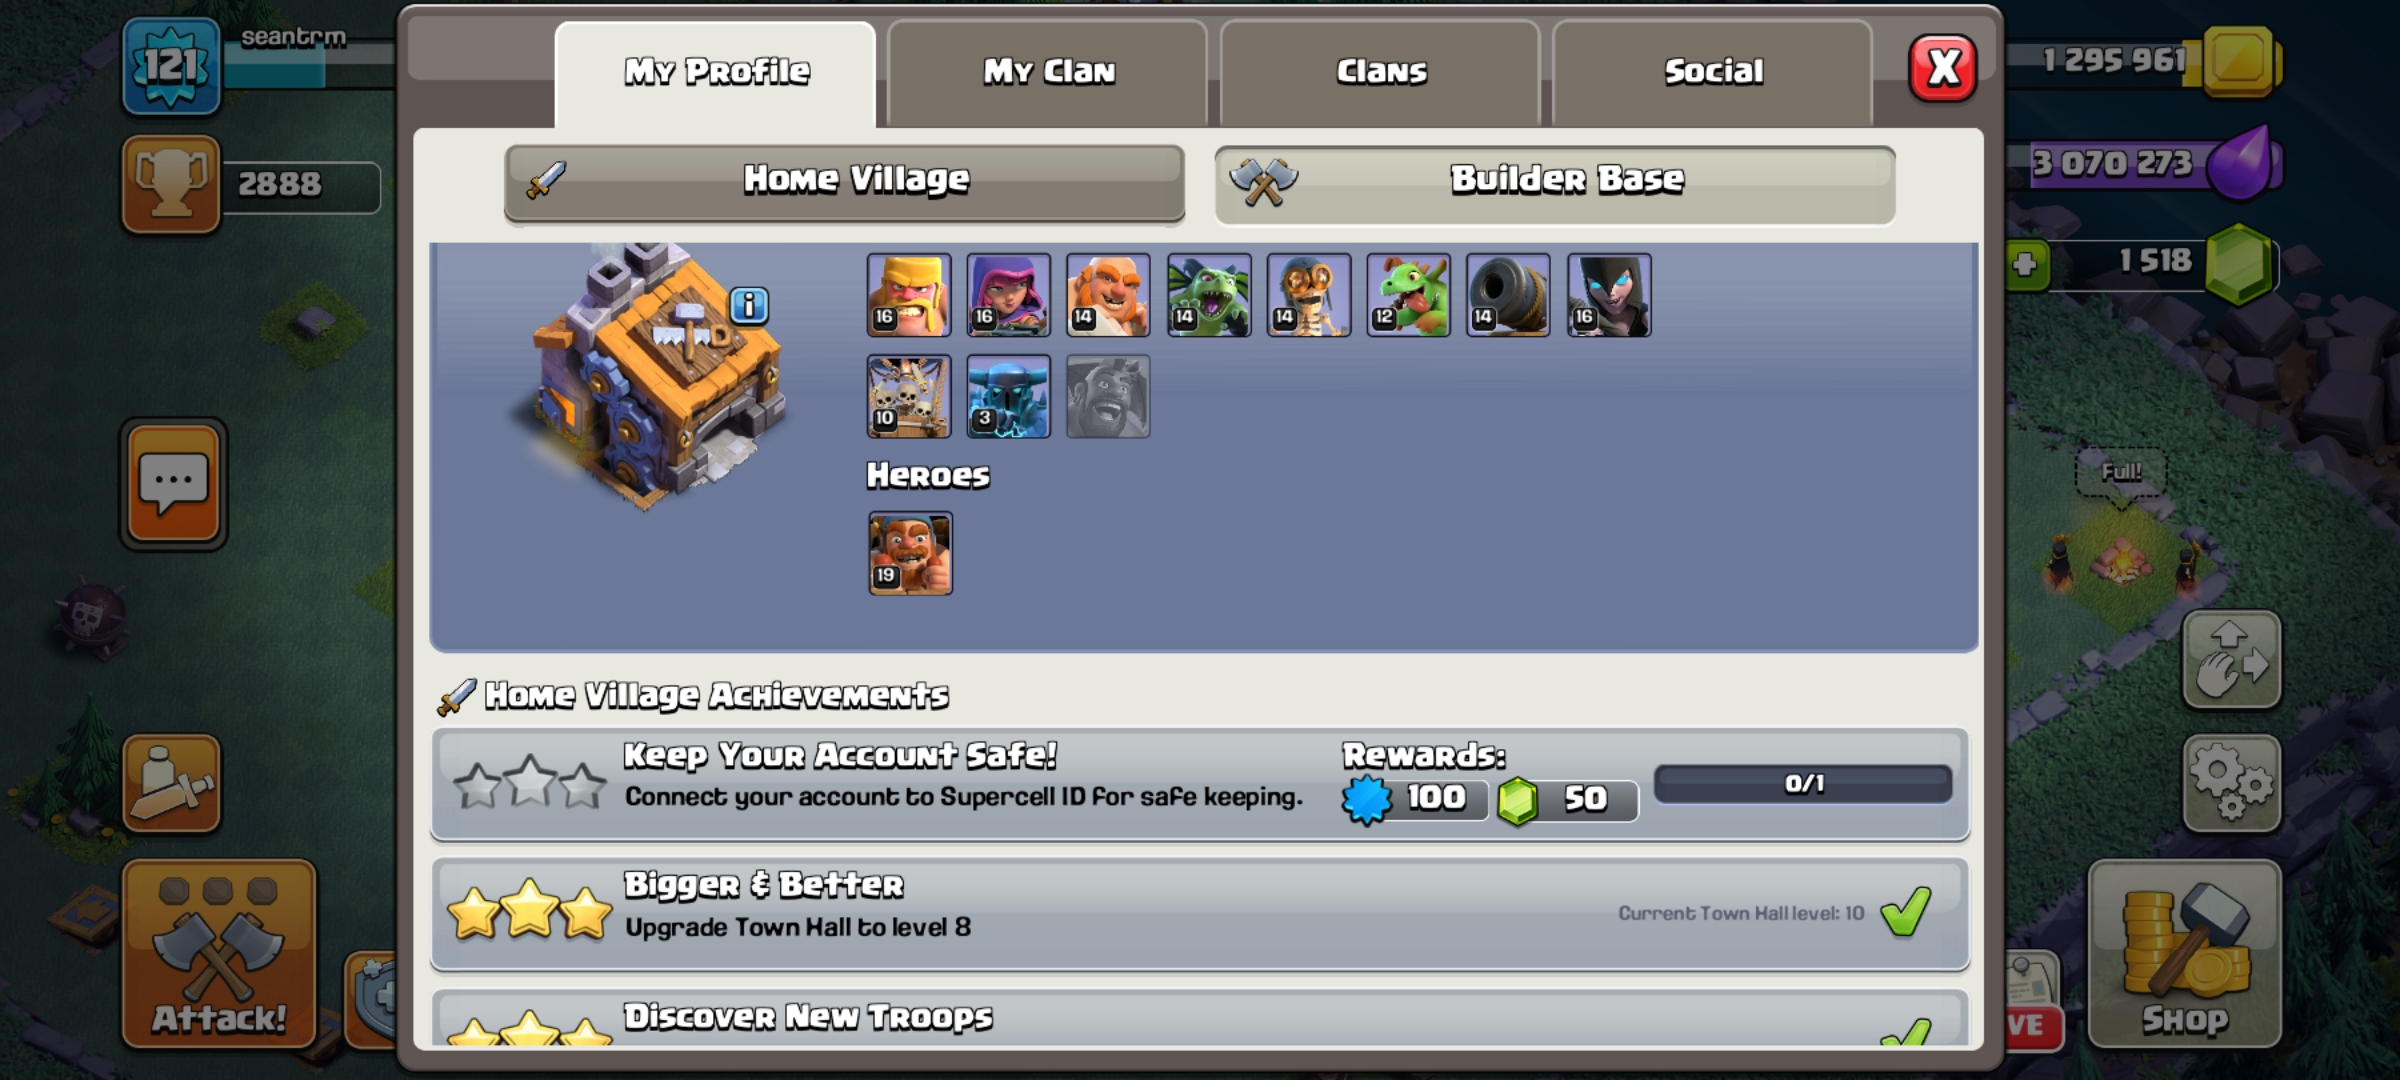 121
seantrm
My Profile
My Clan
Clans
Social
X
1 295 961
2888
Home Village
Builder Base
3 070 273
1 518
i
16
16
14
14
14
12
14
16
10
3
Heroes
19
Full!
Home Village Achievements
Keep Your Account Safe!
Connect your account to Supercell ID for safe keeping.
Rewards:
100
50
0/1
Bigger & Better
Upgrade Town Hall to level 8
Current Town Hall level: 10
Discover New Troops
Attack!
VE
Shop